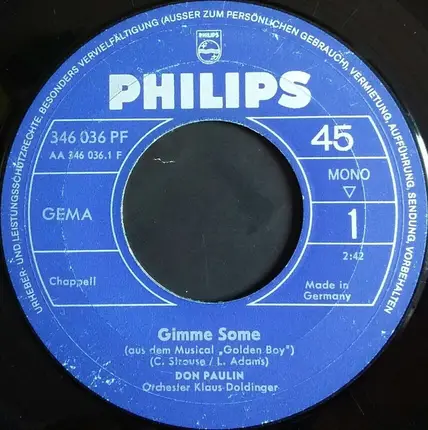 URHEBER- UND LEISTUNGSSCHÜTZRECHTE, BESONDERS VERVIELFÄLTIGUNG (AUSSER ZUM PERSÖNLICHEN GEBRAUCH), VERMIETUNG, AUFFÜHRUNG, SENDUNG, VORBEHALTEN
PHILIPS
PHILIPS
346 036 PF
AA 346 036.1 F
45
MONO
▽
GEMA
1
2:42
Chappell
Made in
Germany
Gimme Some
(aus dem Musical „Golden Boy")
(C. Strouse / L. Adams)
DON PAULIN
Orchester Klaus Doldinger